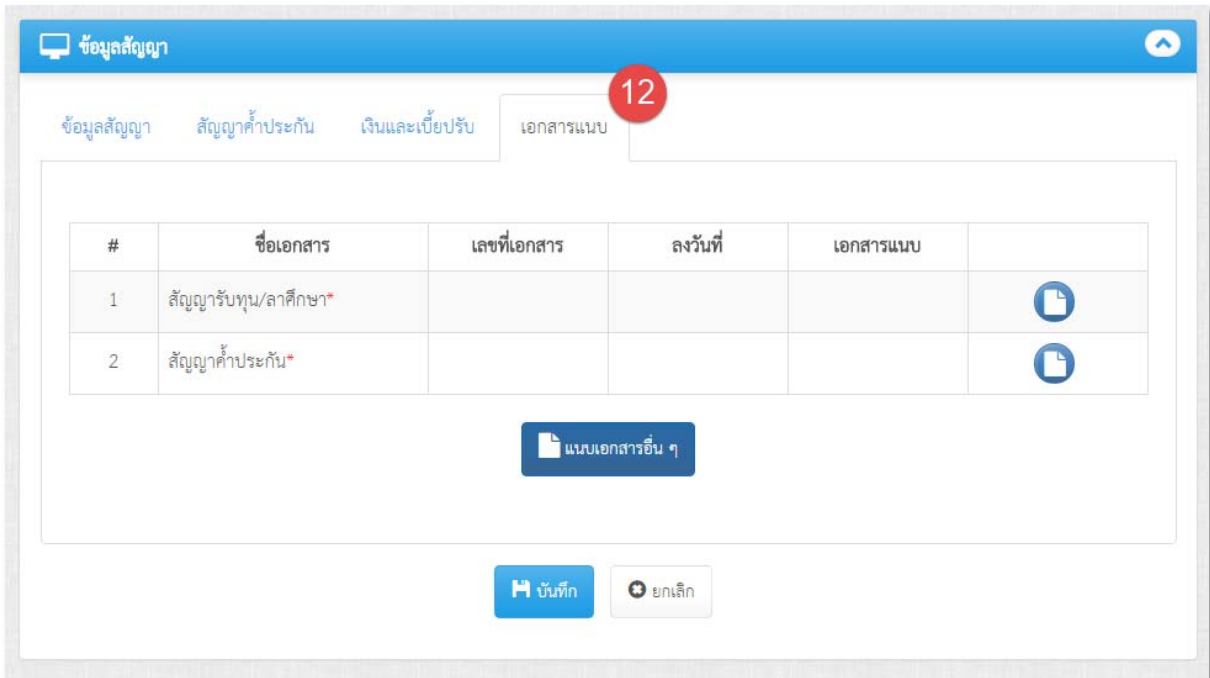 ข้อมูลสัญญา
12
ข้อมูลสัญญา สัญญาค้ำประกัน เงินและเบี้ยปรับ เอกสารแนบ
# ชื่อเอกสาร เลขที่เอกสาร ลงวันที่ เอกสารแนบ
1 สัญญารับทุน/ลาศึกษา*
2 สัญญาค้ำประกัน*
แนบเอกสารอื่น ๆ
บันทึก ยกเลิก